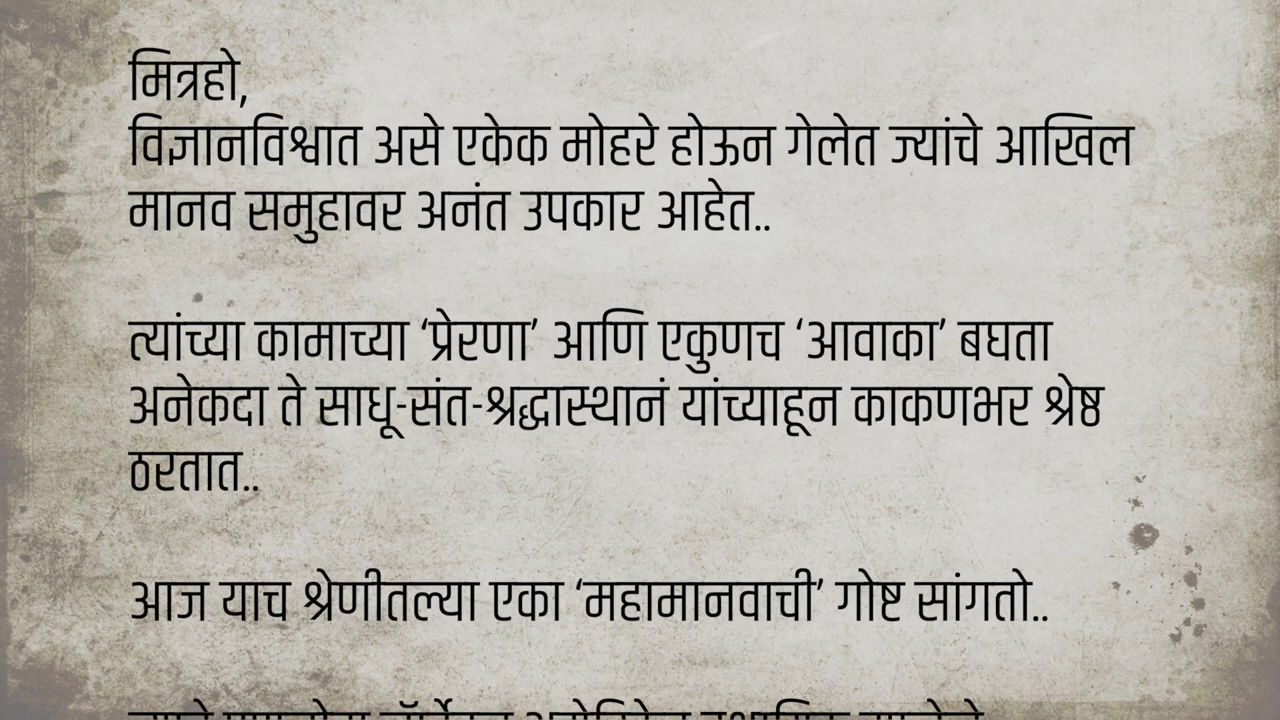 मित्रहो,
विज्ञानविश्वात असे एकेक मोहरे होऊन गेलेत ज्यांचे आखिल
मानव समुहावर अनंत उपकार आहेत..
त्यांच्या कामाच्या ‘प्रेरणा’ आणि एकुणच ‘आवाका’ बघता
अनेकदा ते साधू-संत-श्रद्धास्थानं यांच्याहून काकणभर श्रेष्ठ
ठरतात..
आज याच श्रेणीतल्या एका ‘महामानवाची’ गोष्ट सांगतो..